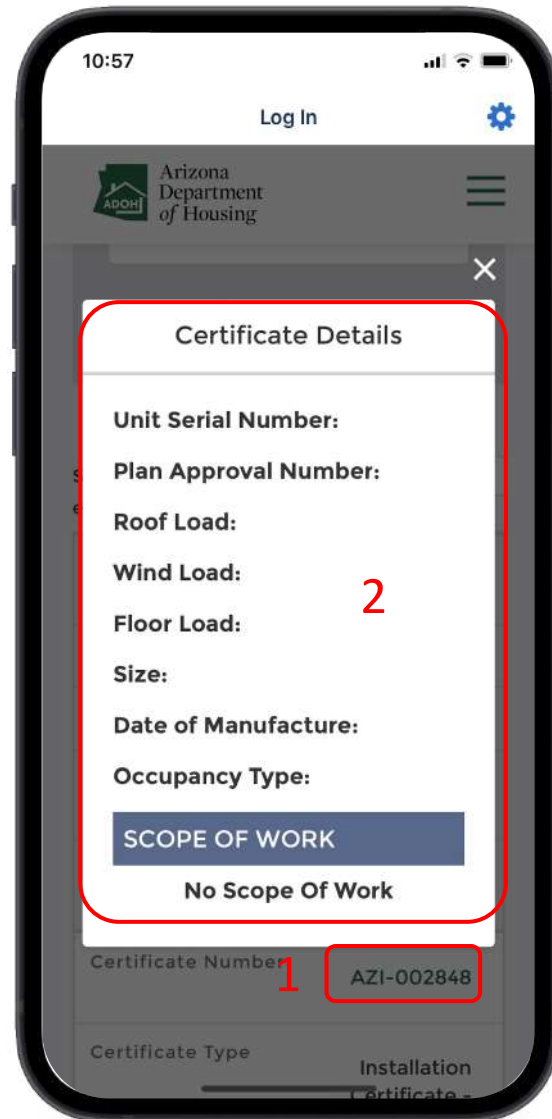 10:57
Log In
ADOH
Arizona
Department
of Housing
Certificate Details
Unit Serial Number:
Plan Approval Number:
Roof Load:
Wind Load:
Floor Load:
2
Size:
Date of Manufacture:
Occupancy Type:
SCOPE OF WORK
No Scope Of Work
Certificate Number
1
AZI-002848
Certificate Type
Installation
Certificate -